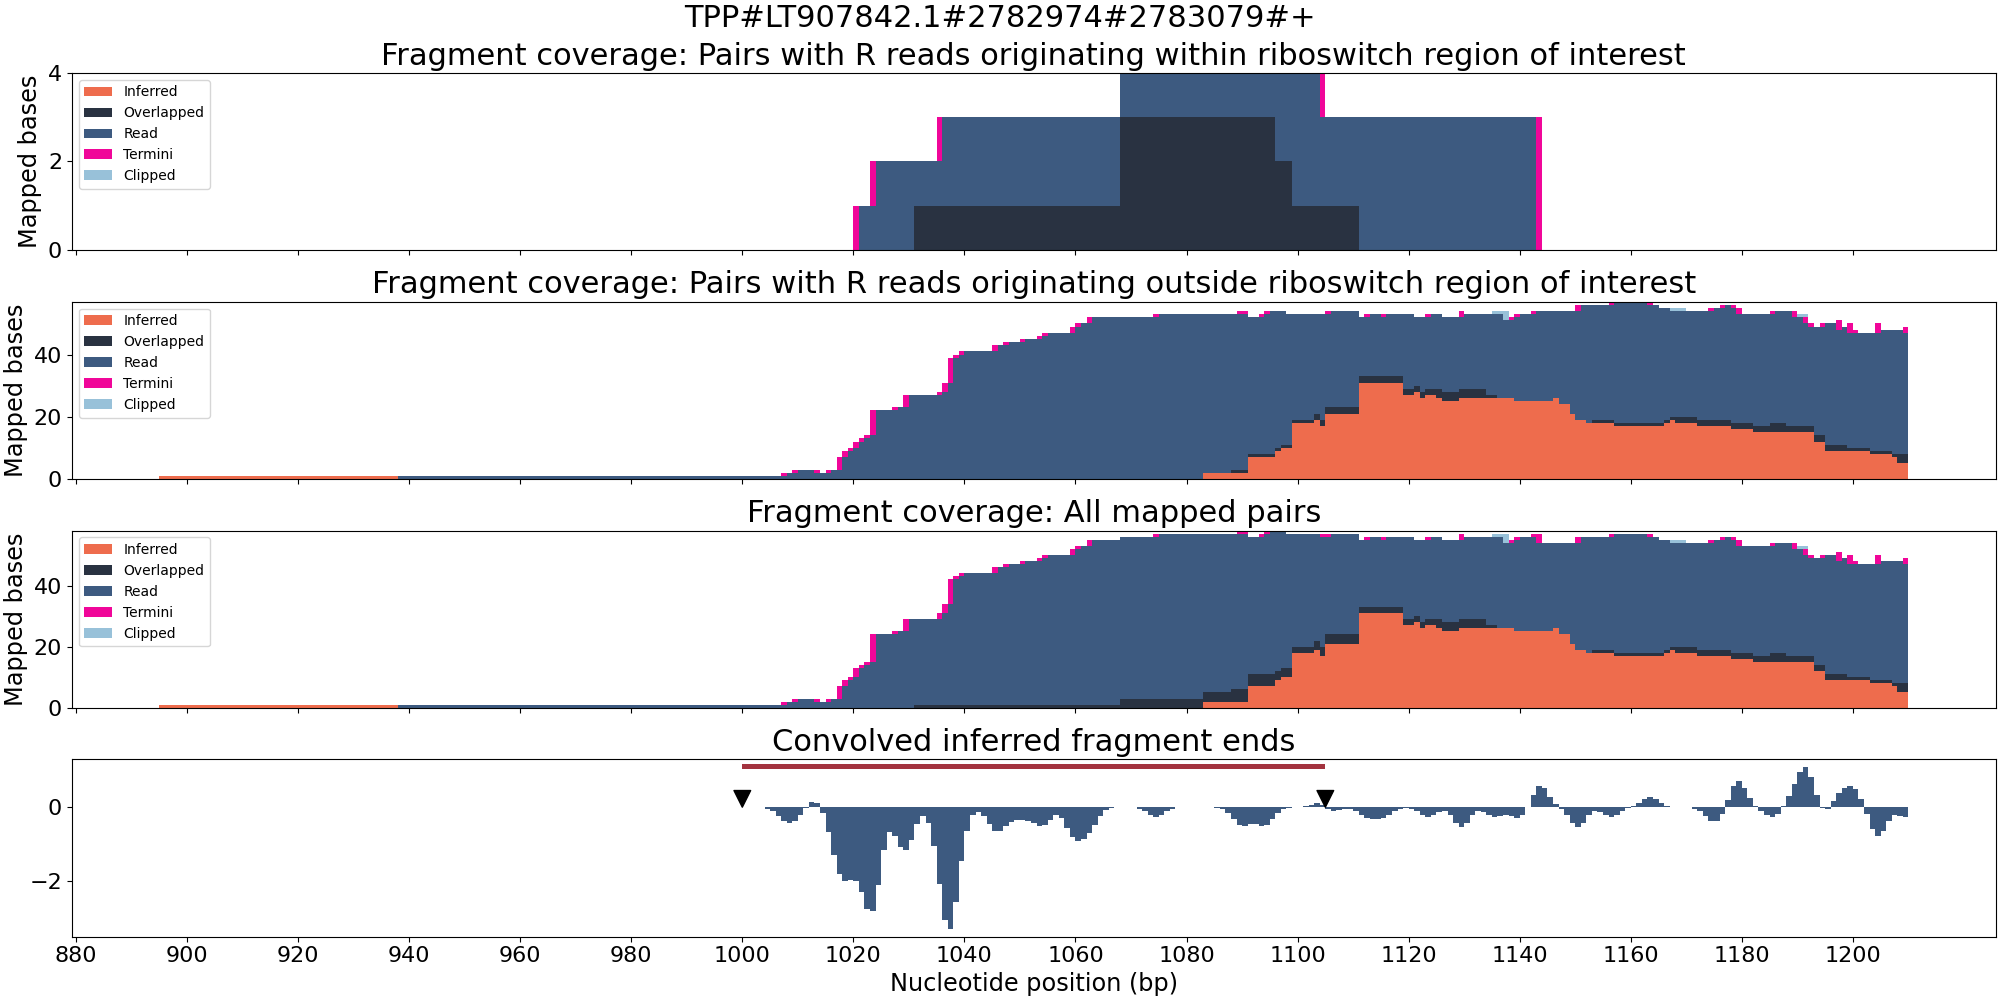 TPP#LT907842.1#2782974#2783079#+
Fragment coverage: Pairs with R reads originating within riboswitch region of interest
Mapped bases
4
2
0
Inferred
Overlapped
Read
Termini
Clipped
Fragment coverage: Pairs with R reads originating outside riboswitch region of interest
Mapped bases
40
20
0
Inferred
Overlapped
Read
Termini
Clipped
Fragment coverage: All mapped pairs
Mapped bases
40
20
0
Inferred
Overlapped
Read
Termini
Clipped
Convolved inferred fragment ends
0
−2
880 900 920 940 960 980 1000 1020 1040 1060 1080 1100 1120 1140 1160 1180 1200
Nucleotide position (bp)